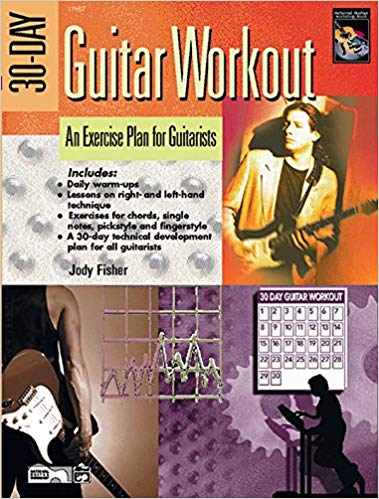 30-DAY
17867
Guitar Workout
An Exercise Plan for Guitarists
Includes:
• Daily warm-ups
• Lessons on right- and left-hand
technique
• Exercises for chords, single
notes, pickstyle and fingerstyle
• A 30-day technical development
plan for all guitarists
Jody Fisher
30 DAY GUITAR WORKOUT
1 2 3 4 5 6 7
8 9 10 11 12 13 14
15 16 17 18 19 20 21
22 23 24 25 26 27 28
29 30